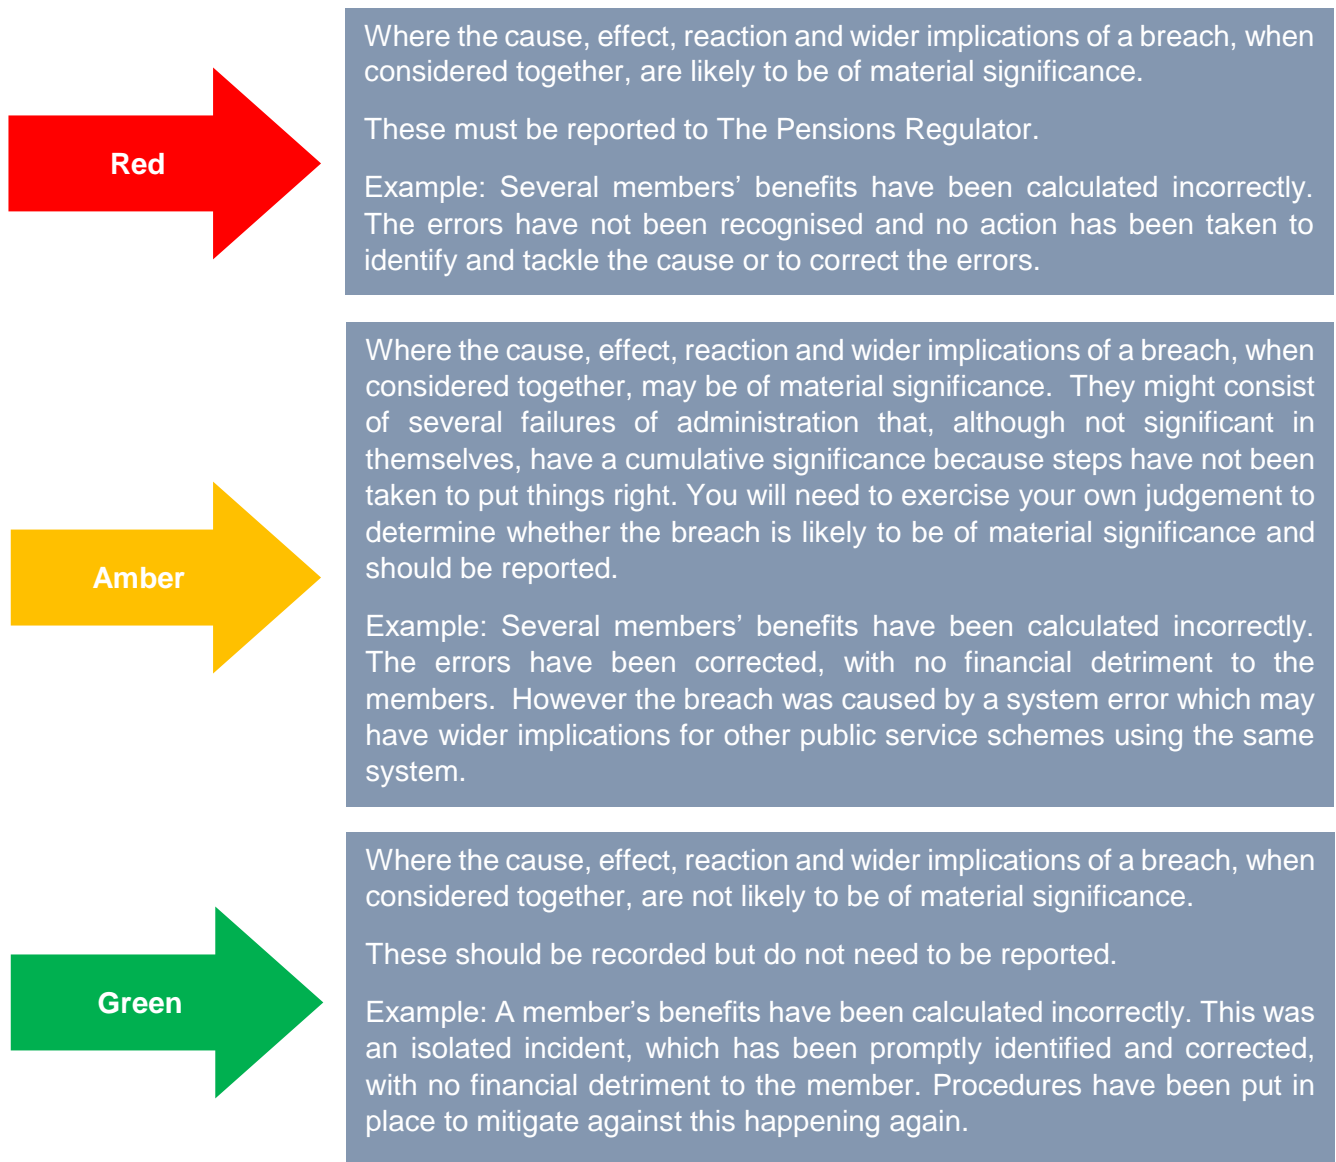 Red
Where the cause, effect, reaction and wider implications of a breach, when
considered together, are likely to be of material significance.
These must be reported to The Pensions Regulator.
Example: Several members’ benefits have been calculated incorrectly.
The errors have not been recognised and no action has been taken to
identify and tackle the cause or to correct the errors.
Amber
Where the cause, effect, reaction and wider implications of a breach, when
considered together, may be of material significance.  They might consist
of several failures of administration that, although not significant in
themselves, have a cumulative significance because steps have not been
taken to put things right. You will need to exercise your own judgement to
determine whether the breach is likely to be of material significance and
should be reported.
Example: Several members’ benefits have been calculated incorrectly.
The errors have been corrected, with no financial detriment to the
members.  However the breach was caused by a system error which may
have wider implications for other public service schemes using the same
system.
Green
Where the cause, effect, reaction and wider implications of a breach, when
considered together, are not likely to be of material significance.
These should be recorded but do not need to be reported.
Example: A member’s benefits have been calculated incorrectly. This was
an isolated incident, which has been promptly identified and corrected,
with no financial detriment to the member. Procedures have been put in
place to mitigate against this happening again.